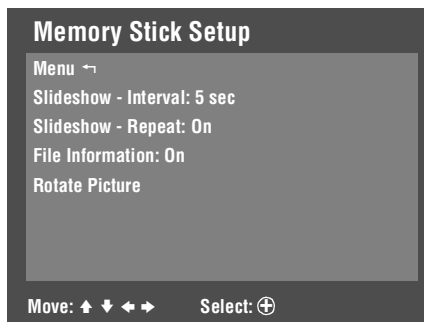 Memory Stick Setup
Menu ↰
Slideshow - Interval: 5 sec
Slideshow - Repeat: On
File Information: On
Rotate Picture
Move: ↑ ↓ ← → Select: ⊕